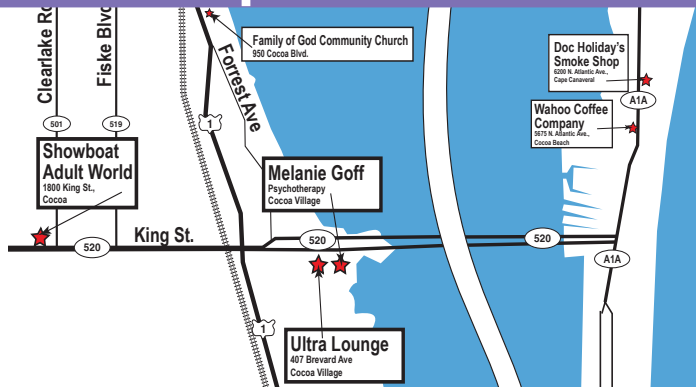 Clearlake Rd
Fiske Blvd
Family of God Community Church
950 Cocoa Blvd.
Forrest Ave
1
Doc Holiday's
Smoke Shop
6200 N. Atlantic Ave.,
Cape Canaveral
A1A
Wahoo Coffee
Company
5675 N. Atlantic Ave.,
Cocoa Beach
501
519
Showboat
Adult World
1800 King St.,
Cocoa
Melanie Goff
Psychotherapy
Cocoa Village
King St.
520
520
520
A1A
1
Ultra Lounge
407 Brevard Ave
Cocoa Village